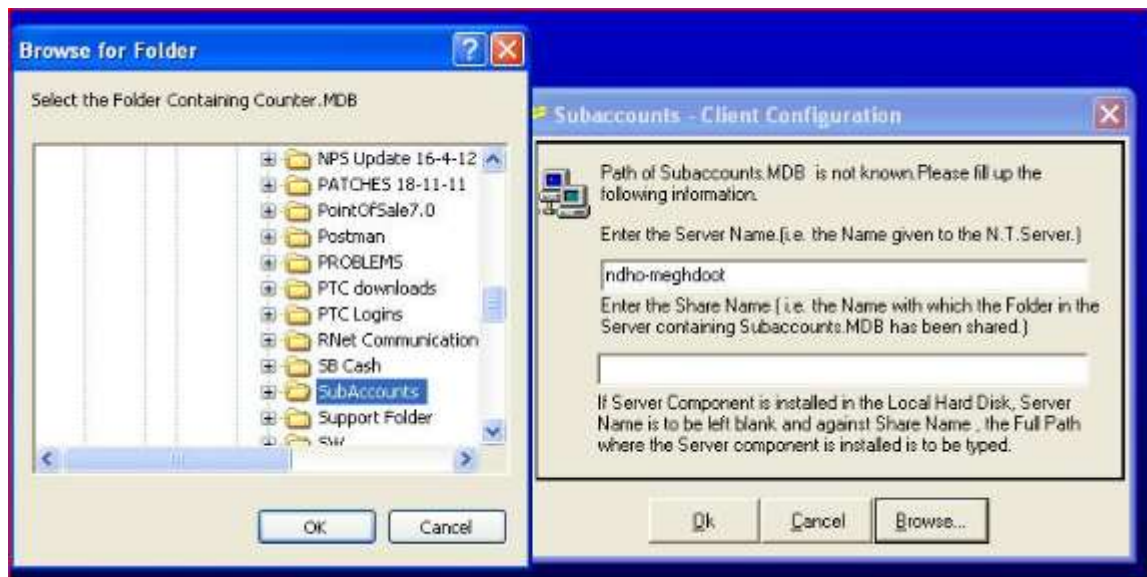 Browse for Folder
Select the Folder Containing Counter.MDB
NPS Update 16-4-12
PATCHES 18-11-11
PointOfSale7.0
Postman
PROBLEMS
PTC downloads
PTC Logins
RNet Communication
SB Cash
SubAccounts
Support Folder
SW
OK Cancel
Subaccounts - Client Configuration
Path of Subaccounts.MDB is not known.Please fill up the
following information.
Enter the Server Name.(i.e. the Name given to the N.T.Server.)
ndho-meghdoot
Enter the Share Name ( i.e. the Name with which the Folder in the
Server containing Subaccounts.MDB has been shared.)
If Server Component is installed in the Local Hard Disk, Server
Name is to be left blank and against Share Name , the Full Path
where the Server component is installed is to be typed.
Ok Cancel Browse...